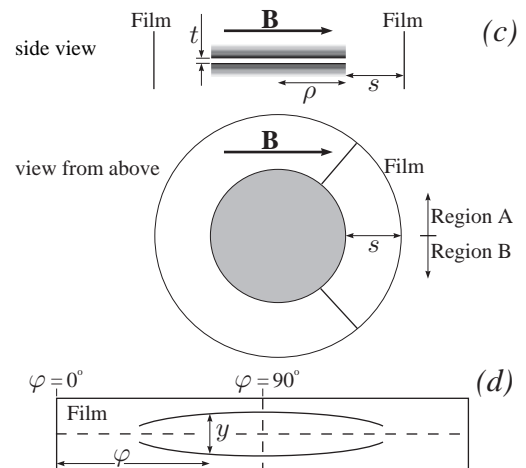 Film B Film (c)
side view
t
ρ s
B
view from above Film
Region A
s
Region B
φ = 0° φ = 90° (d)
Film
y
φ